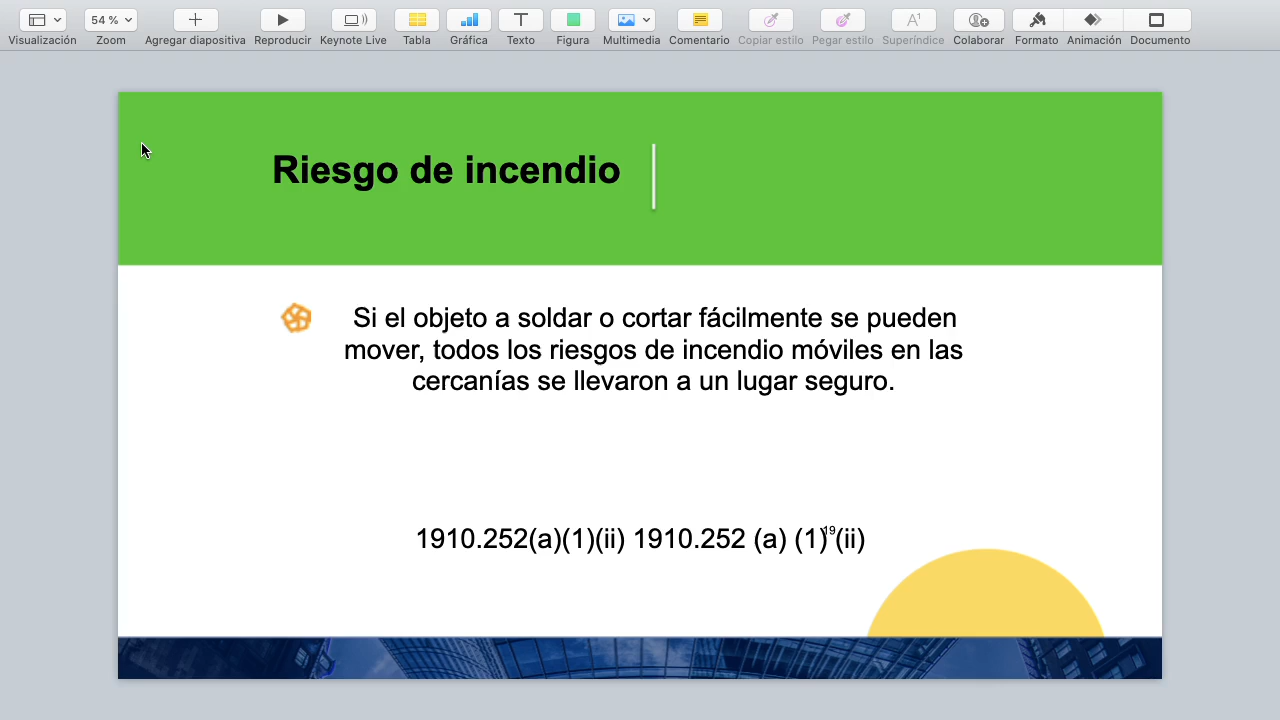 54 %
Visualización Zoom Agregar diapositiva Reproducir Keynote Live Tabla Gráfica Texto Figura Multimedia Comentario Copiar estilo Pegar estilo Superíndice Colaborar Formato Animación Documento
Riesgo de incendio
Si el objeto a soldar o cortar fácilmente se pueden
mover, todos los riesgos de incendio móviles en las
cercanías se llevaron a un lugar seguro.
1910.252(a)(1)(ii) 1910.252 (a) (1)(ii)
19